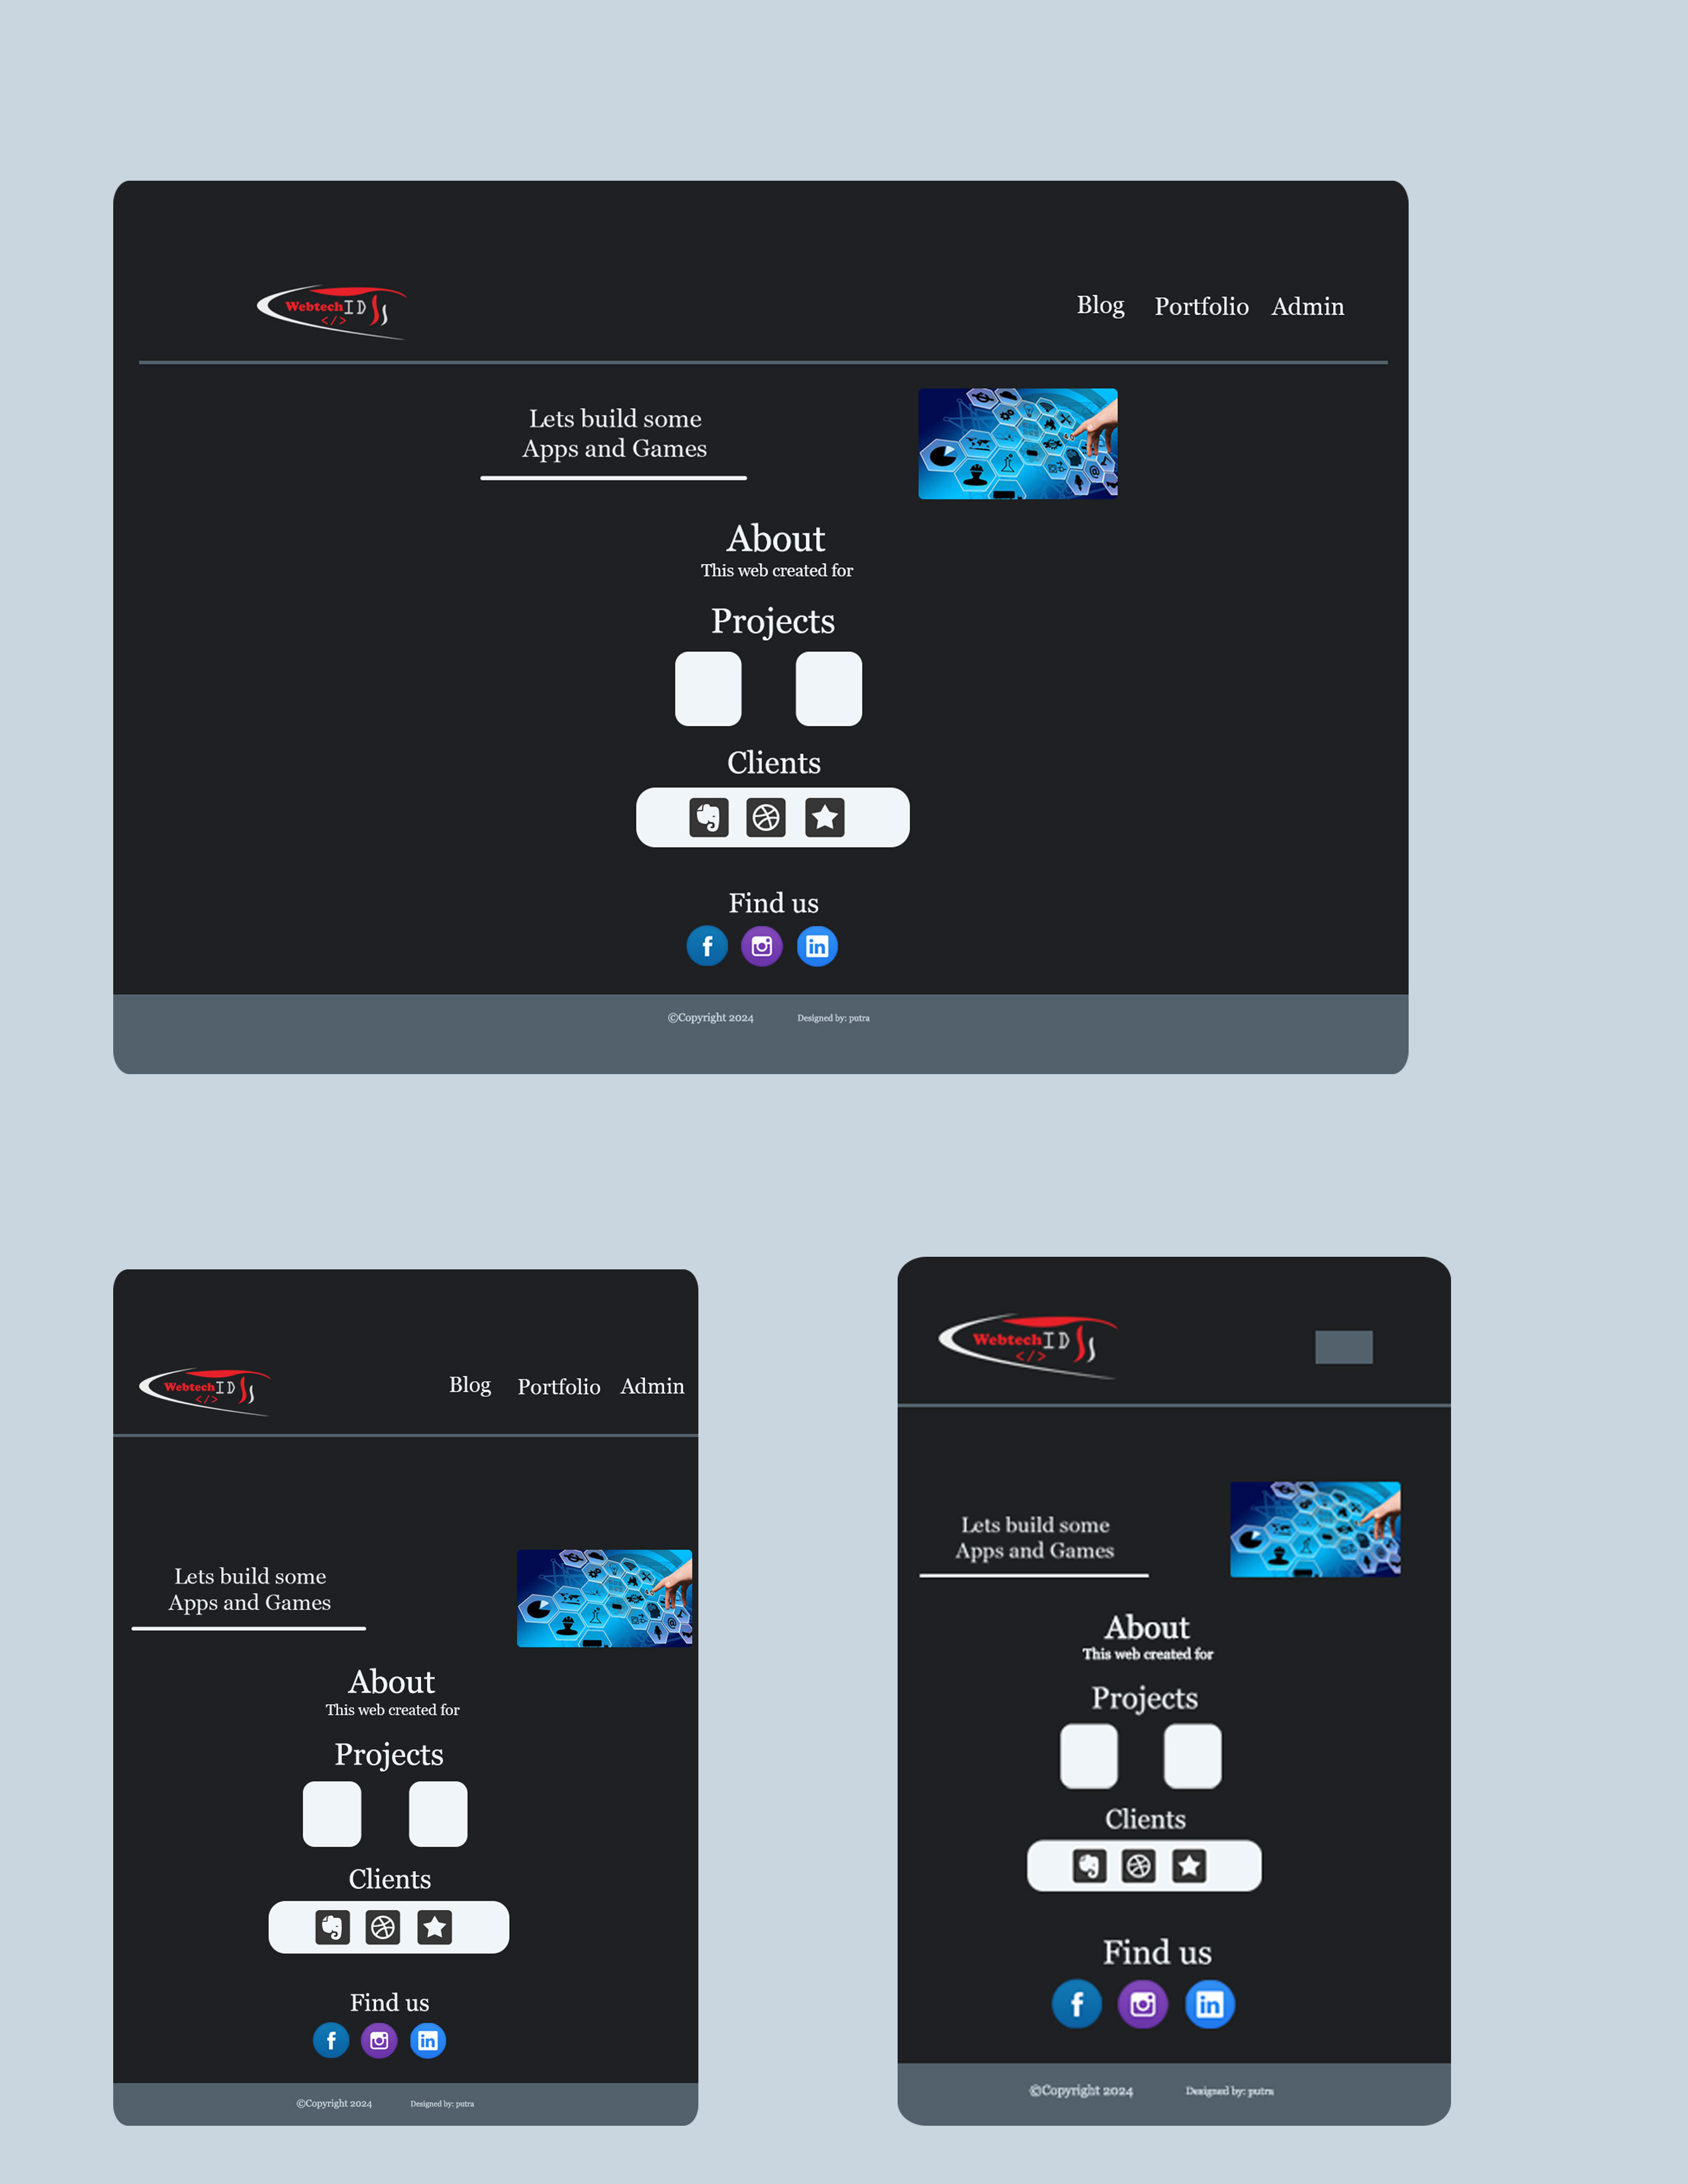 WebtechID
</>
Blog Portfolio Admin
Lets build some
Apps and Games
About
This web created for
Projects
Clients
Find us
f
in
©Copyright 2024 Designed by: putra
WebtechID
</>
Blog Portfolio Admin
Lets build some
Apps and Games
About
This web created for
Projects
Clients
Find us
f
in
©Copyright 2024 Designed by: putra
WebtechID
</>
Lets build some
Apps and Games
About
This web created for
Projects
Clients
Find us
f
in
©Copyright 2024 Designed by: putra